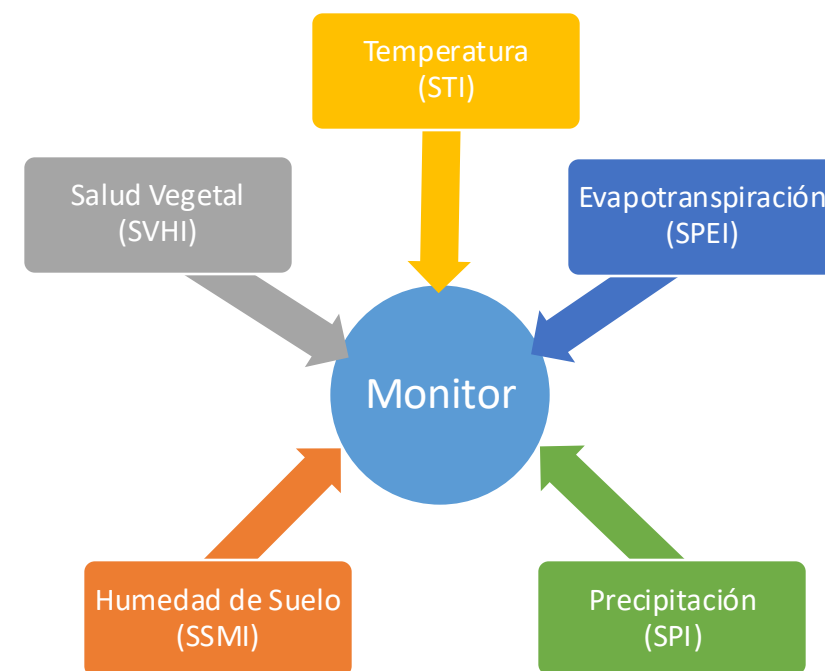 Temperatura
(STI)
Salud Vegetal
(SVHI)
Evapotranspiración
(SPEI)
Monitor
Humedad de Suelo
(SSMI)
Precipitación
(SPI)